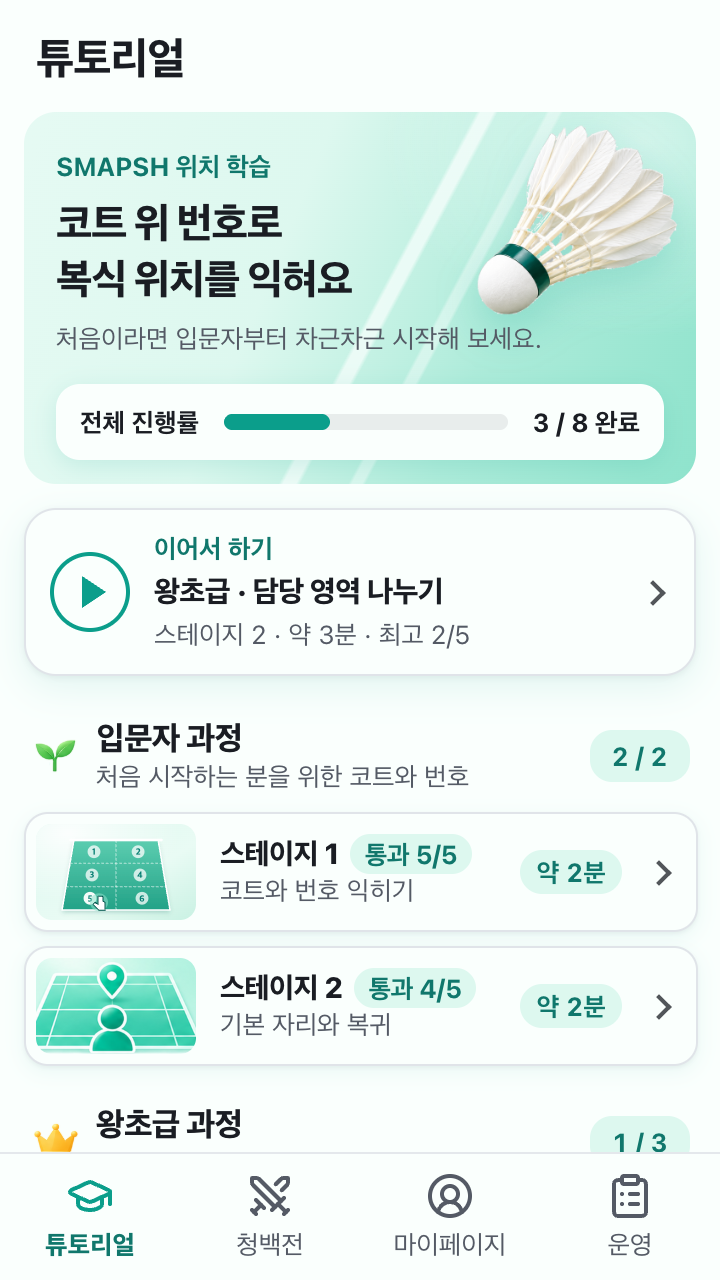 튜토리얼
SMAPSH 위치 학습
코트 위 번호로
복식 위치를 익혀요
처음이라면 입문자부터 차근차근 시작해 보세요.
전체 진행률 3 / 8 완료
이어서 하기
왕초급 · 담당 영역 나누기
스테이지 2 · 약 3분 · 최고 2/5
입문자 과정
처음 시작하는 분을 위한 코트와 번호
2 / 2
1 2
3 4
5 6
스테이지 1 통과 5/5
코트와 번호 익히기
약 2분
스테이지 2 통과 4/5
기본 자리와 복귀
약 2분
왕초급 과정
1 / 3
튜토리얼 청백전 마이페이지 운영